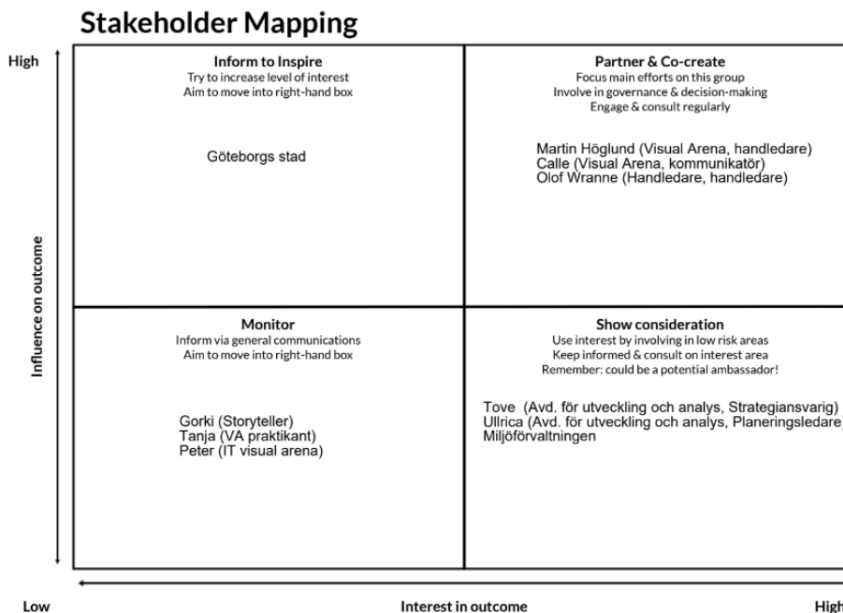 Stakeholder Mapping
High
Inform to Inspire
Try to increase level of interest
Aim to move into right-hand box
Göteborgs stad
Partner & Co-create
Focus main efforts on this group
Involve in governance & decision-making
Engage & consult regularly
Martin Höglund (Visual Arena, handledare)
Calle (Visual Arena, kommunikatör)
Olof Wranne (Handledare, handledare)
Influence on outcome
Monitor
Inform via general communications
Aim to move into right-hand box
Gorki (Storyteller)
Tanja (VA praktikant)
Peter (IT visual arena)
Show consideration
Use interest by involving in low risk areas
Keep informed & consult on interest area
Remember: could be a potential ambassador!
Tove (Avd. för utveckling och analys, Strategiansvarig)
Ullrica (Avd. för utveckling och analys, Planeringsledare)
Miljöförvaltningen
Low
Interest in outcome
High